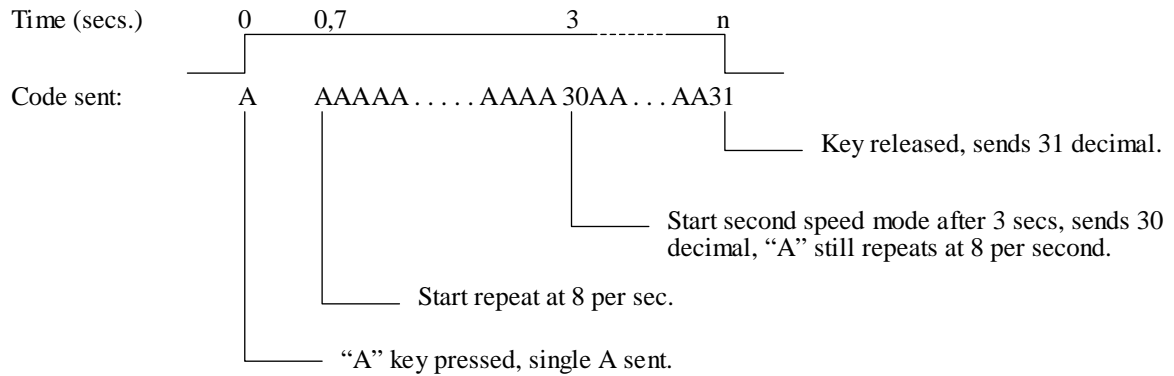 Time (secs.) 0 0,7 3 n
Code sent: A AAAAA . . . . . AAAA 30AA . . . AA31
Key released, sends 31 decimal.
Start second speed mode after 3 secs, sends 30
decimal, “A” still repeats at 8 per second.
Start repeat at 8 per sec.
“A” key pressed, single A sent.